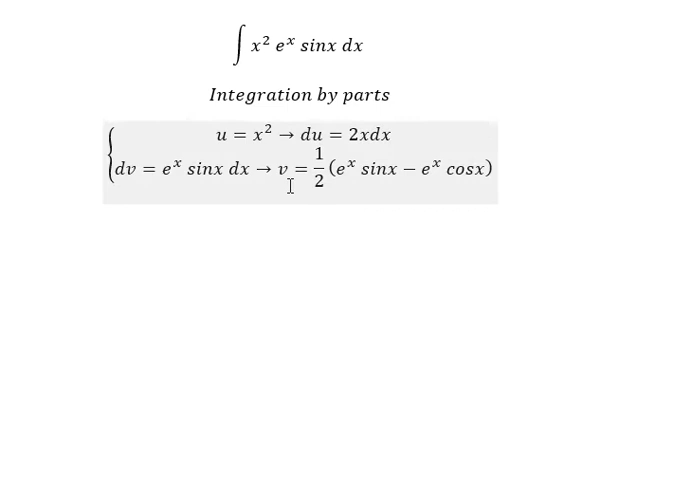 ∫ x² eˣ sinx dx
Integration by parts
{ u = x² → du = 2xdx
dv = eˣ sinx dx → v = 1/2 (eˣ sinx − eˣ cosx)